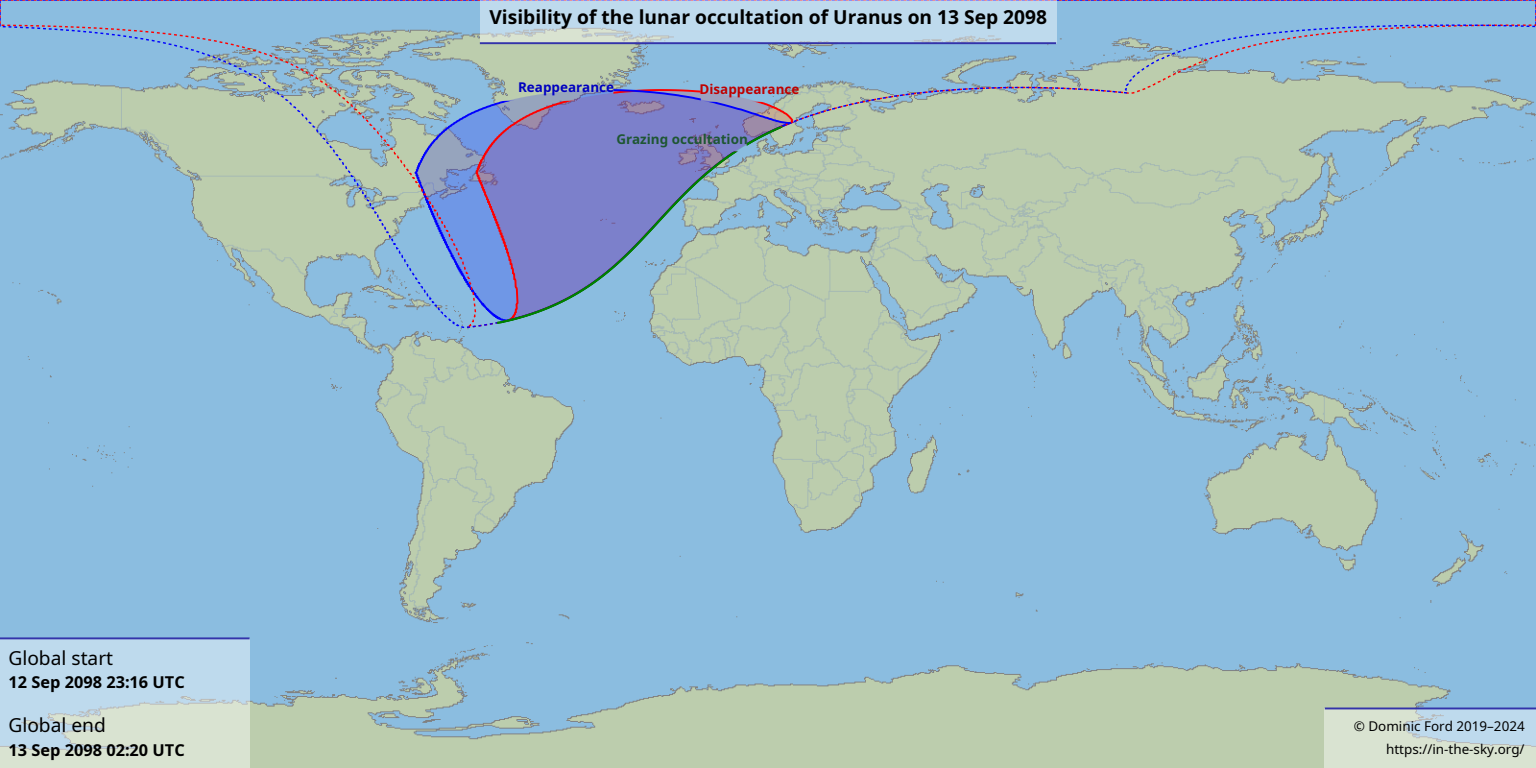 Visibility of the lunar occultation of Uranus on 13 Sep 2098
Reappearance
Disappearance
Grazing occultation
Global start
12 Sep 2098 23:16 UTC
Global end
13 Sep 2098 02:20 UTC
© Dominic Ford 2019–2024
https://in-the-sky.org/